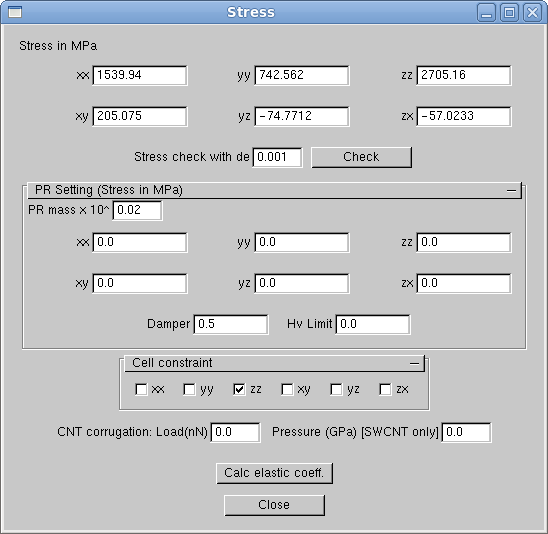 Stress
Stress in MPa
xx 1539.94 yy 742.562 zz 2705.16
xy 205.075 yz -74.7712 zx -57.0233
Stress check with de 0.001 Check
PR Setting (Stress in MPa)
PR mass x 10^ 0.02
xx 0.0 yy 0.0 zz 0.0
xy 0.0 yz 0.0 zx 0.0
Damper 0.5 Hv Limit 0.0
Cell constraint
xx yy zz xy yz zx
CNT corrugation: Load(nN) 0.0 Pressure (GPa) [SWCNT only] 0.0
Calc elastic coeff.
Close